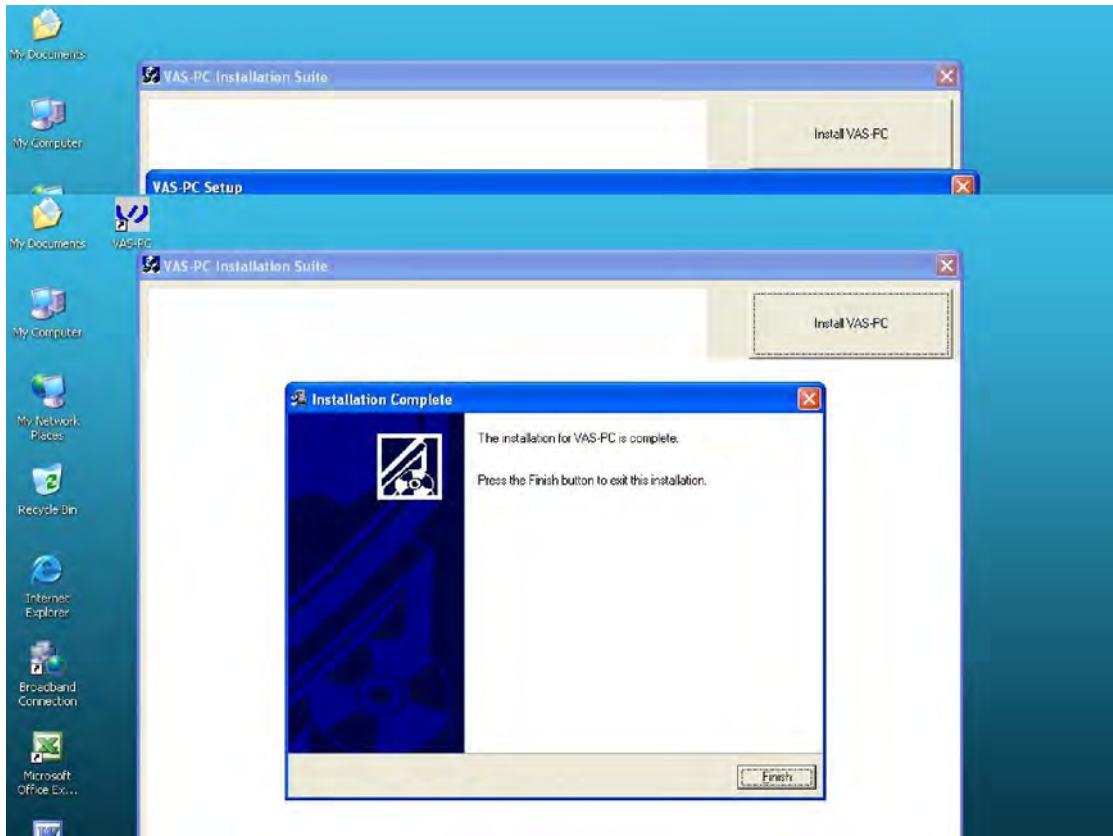 My Documents
VAS-PC Installation Suite
My Computer
Install VAS-PC
VAS-PC Setup
My Documents
VAS-PC
VAS-PC Installation Suite
My Computer
Install VAS-PC
My Network
Places
Installation Complete
The installation for VAS-PC is complete.
Press the Finish button to exit this installation.
Recycle Bin
Internet
Explorer
Broadband
Connection
Microsoft
Office Ex...
Finish